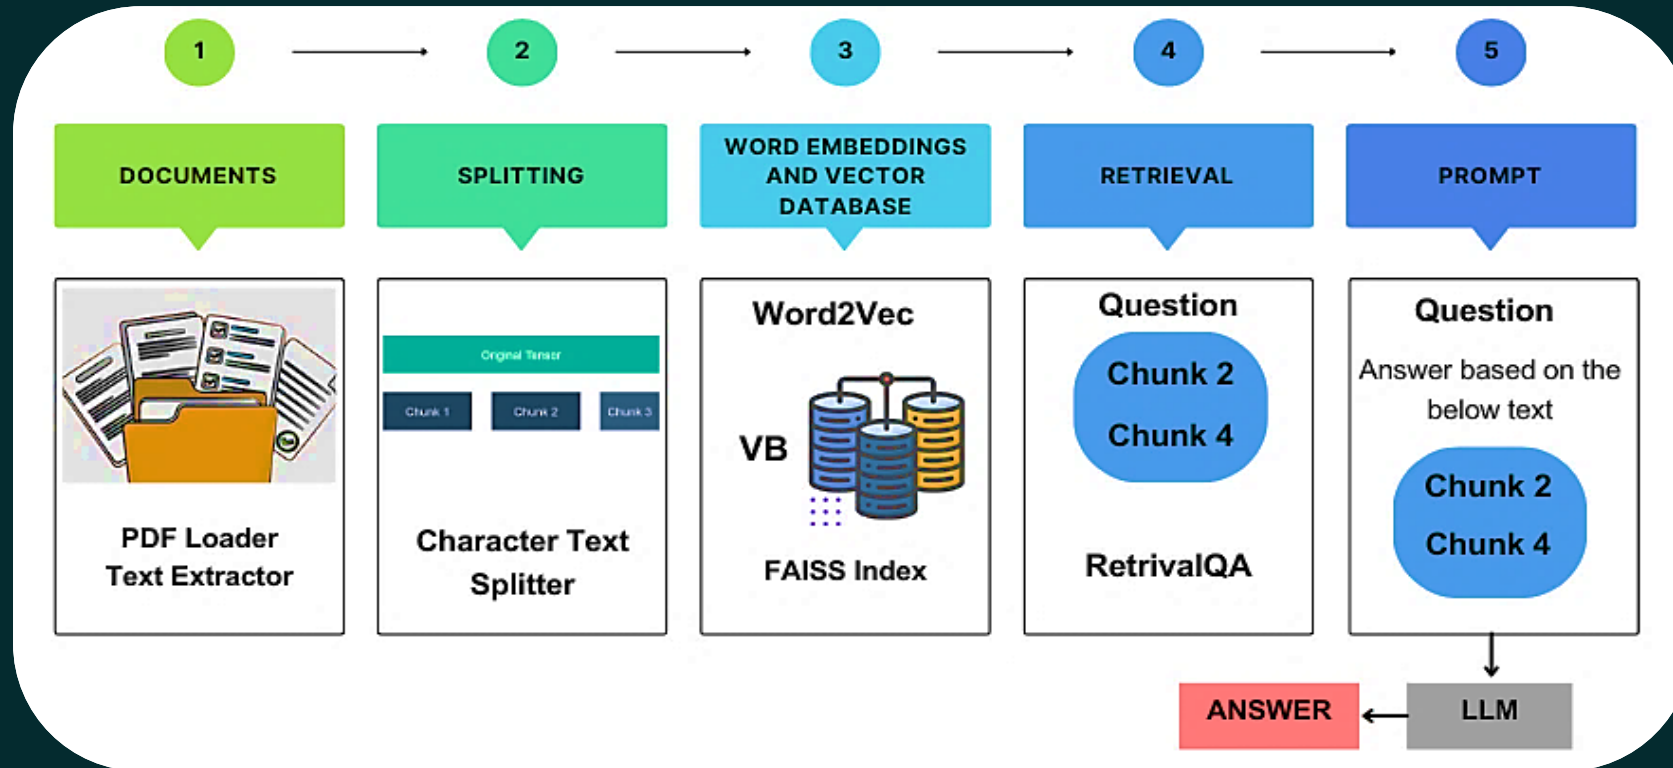 1
2
3
4
5
DOCUMENTS
SPLITTING
WORD EMBEDDINGS
AND VECTOR
DATABASE
RETRIEVAL
PROMPT
PDF Loader
Text Extractor
Original Tensor
Chunk 1
Chunk 2
Chunk 3
Character Text
Splitter
Word2Vec
VB
FAISS Index
Question
Chunk 2
Chunk 4
RetrivalQA
Question
Answer based on the
below text
Chunk 2
Chunk 4
LLM
ANSWER